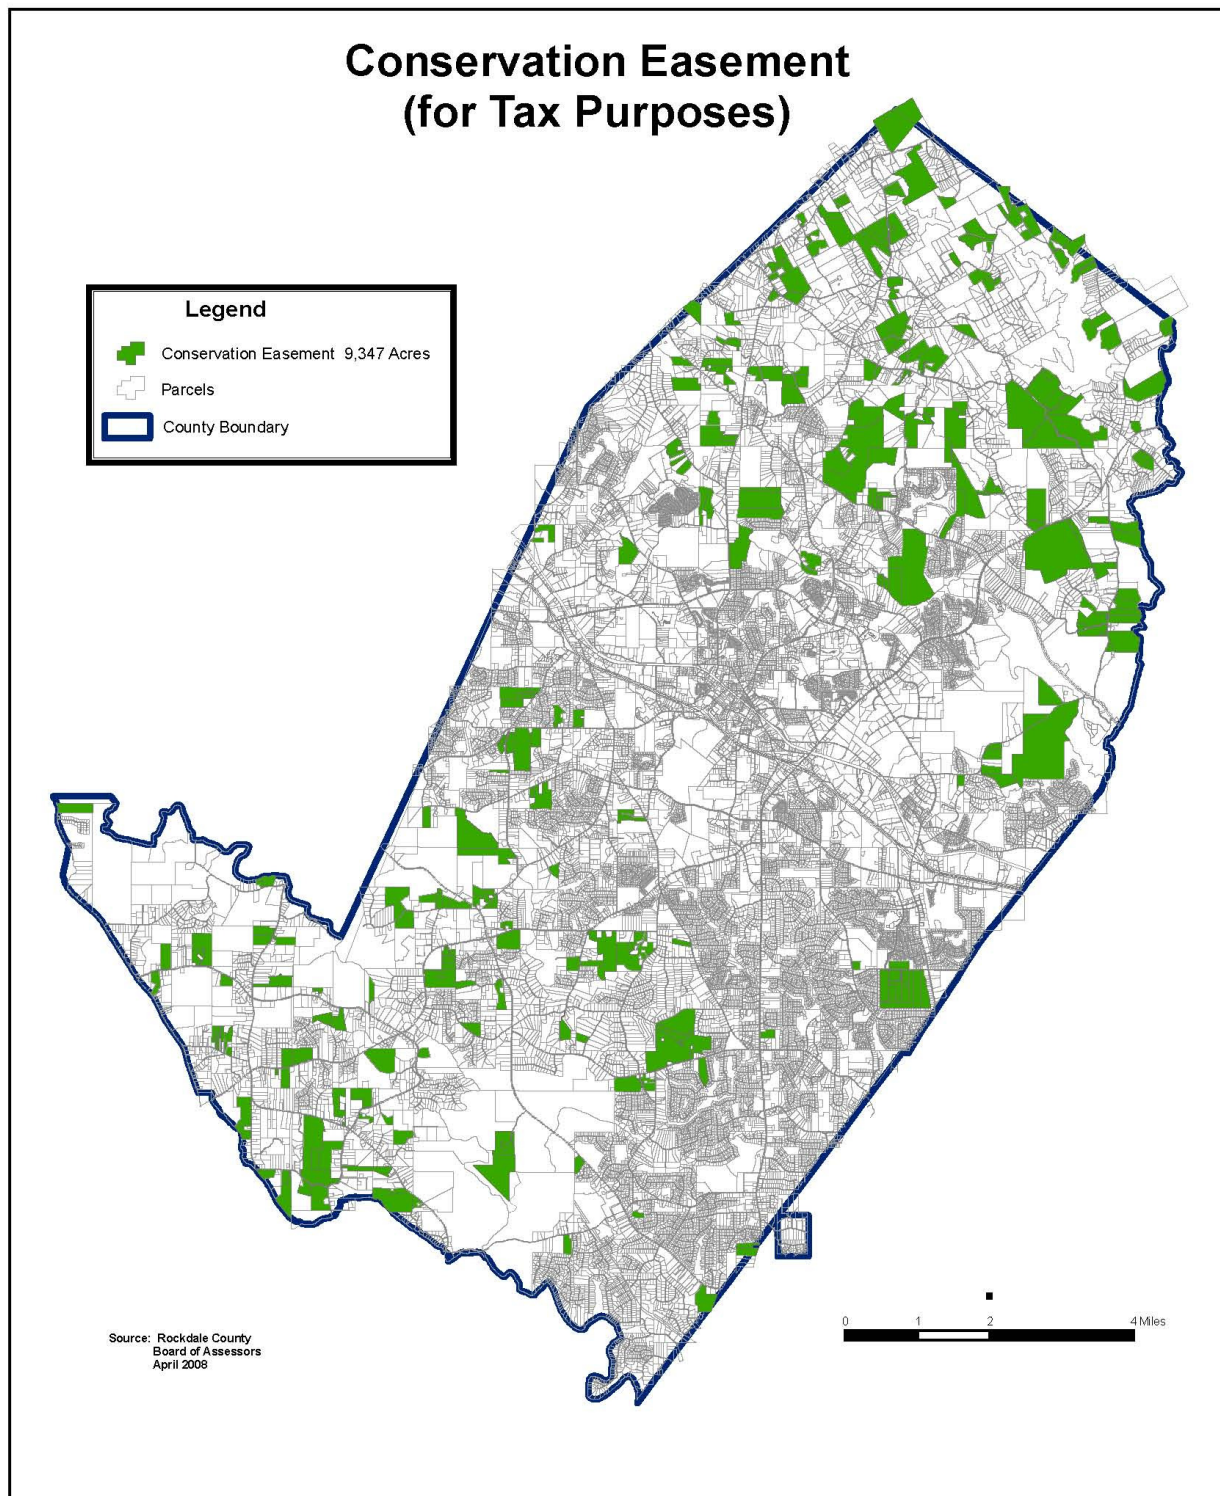 Conservation Easement
(for Tax Purposes)
Legend
Conservation Easement 9,347 Acres
Parcels
County Boundary
Source: Rockdale County
Board of Assessors
April 2008
0 1 2 4 Miles